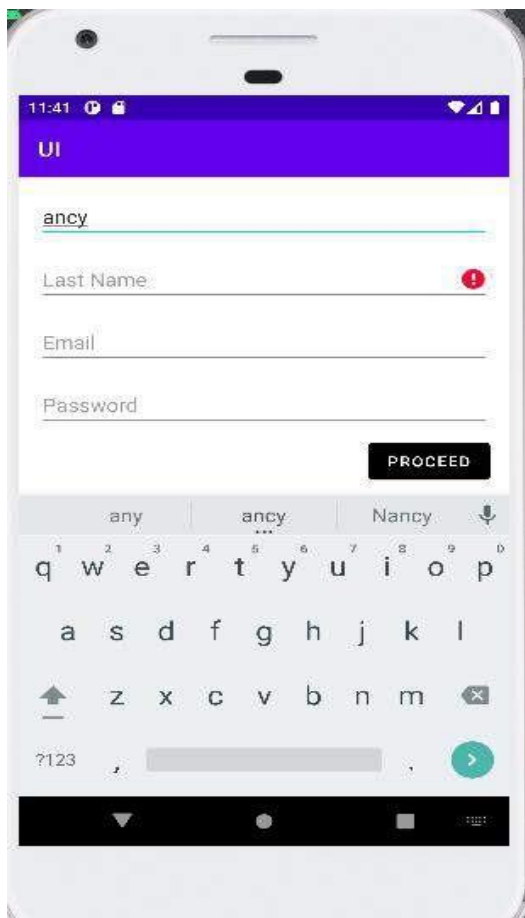 11:41
UI
ancy
Last Name
Email
Password
PROCEED
any ancy Nancy
1 2 3 4 5 6 7 8 9 0
q w e r t y u i o p
a s d f g h j k l
z x c v b n m
?123 , .